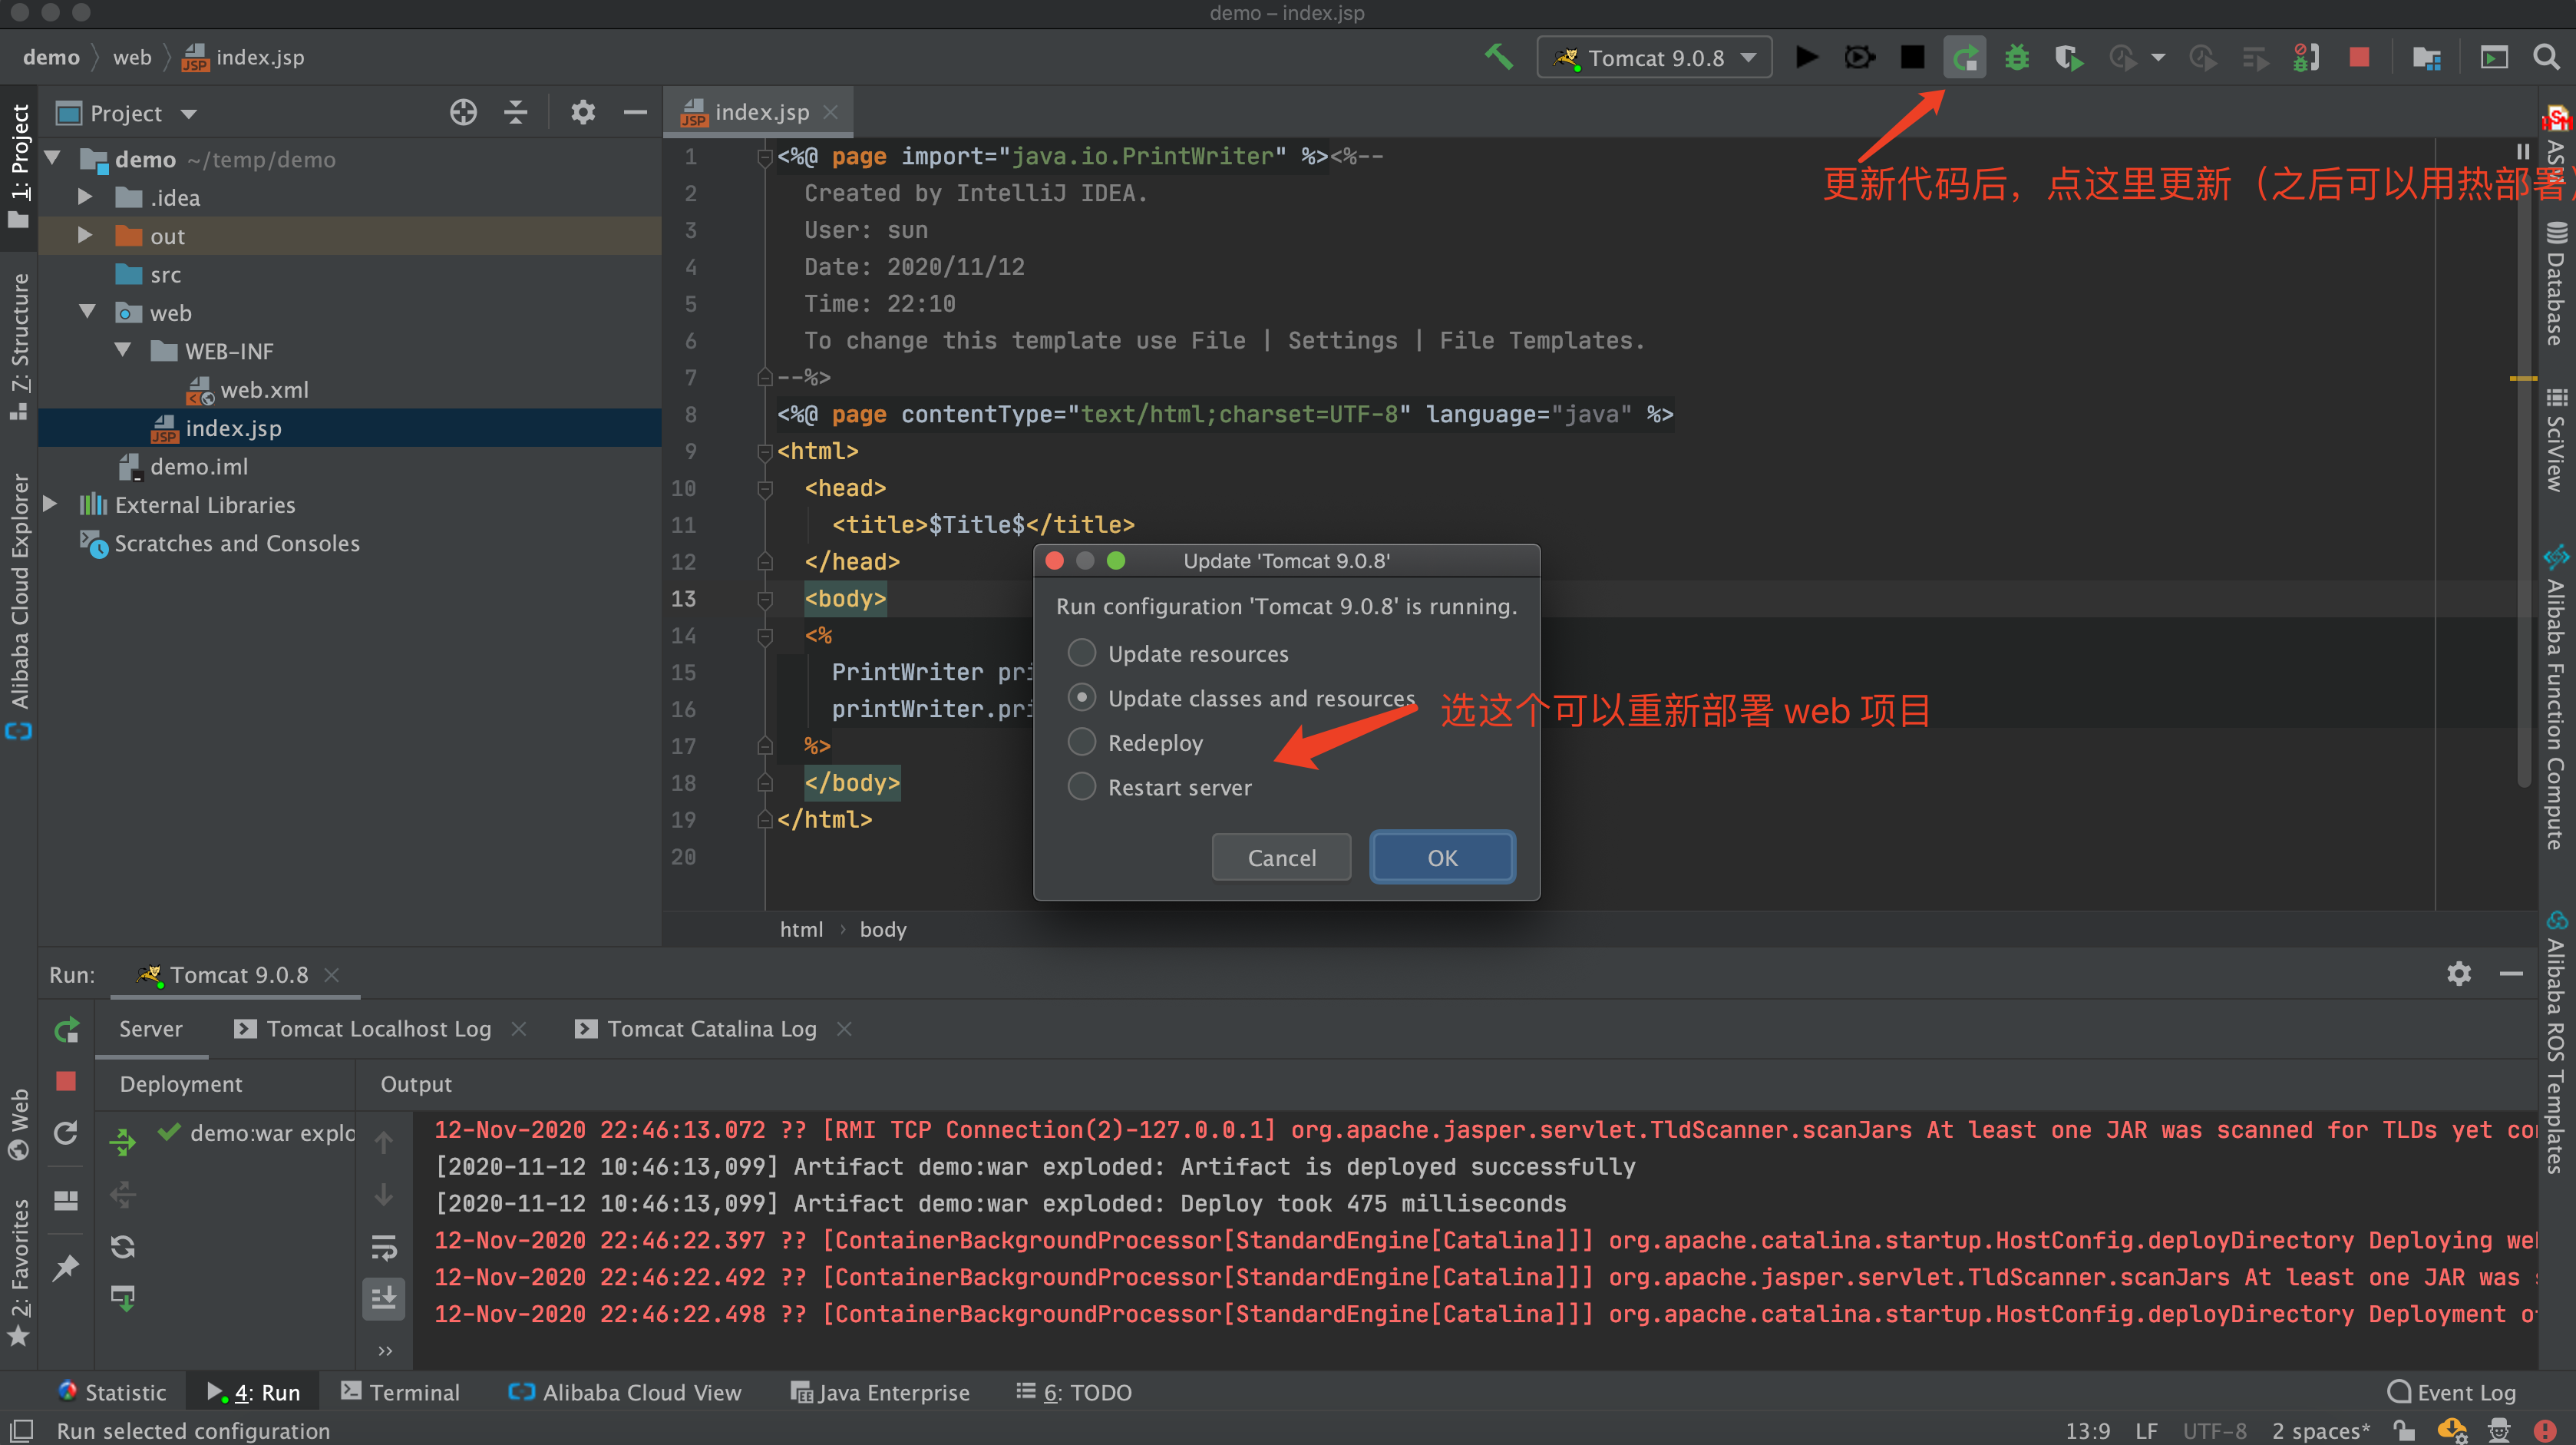 demo – index.jsp
demo web index.jsp
Tomcat 9.0.8
1: Project
7: Structure
Alibaba Cloud Explorer
Web
2: Favorites
Project
demo ~/temp/demo
.idea
out
src
web
WEB-INF
web.xml
index.jsp
demo.iml
External Libraries
Scratches and Consoles
index.jsp
更新代码后，点这里更新（之后可以用热部署）
1 <%@ page import="java.io.PrintWriter" %><%--
2 Created by IntelliJ IDEA.
3 User: sun
4 Date: 2020/11/12
5 Time: 22:10
6 To change this template use File | Settings | File Templates.
7 --%>
8 <%@ page contentType="text/html;charset=UTF-8" language="java" %>
9 <html>
10 <head>
11 <title>$Title$</title>
12 </head>
13 <body>
14 <%
15 PrintWriter pri
16 printWriter.pri
17 %>
18 </body>
19 </html>
20
Update 'Tomcat 9.0.8'
Run configuration 'Tomcat 9.0.8' is running.
Update resources
Update classes and resources
Redeploy
Restart server
Cancel OK
选这个可以重新部署 web 项目
html › body
Database
SciView
Alibaba Function Compute
Alibaba ROS Templates
Run: Tomcat 9.0.8
Server Tomcat Localhost Log Tomcat Catalina Log
Deployment Output
demo:war explo
12-Nov-2020 22:46:13.072 ?? [RMI TCP Connection(2)-127.0.0.1] org.apache.jasper.servlet.TldScanner.scanJars At least one JAR was scanned for TLDs yet co
[2020-11-12 10:46:13,099] Artifact demo:war exploded: Artifact is deployed successfully
[2020-11-12 10:46:13,099] Artifact demo:war exploded: Deploy took 475 milliseconds
12-Nov-2020 22:46:22.397 ?? [ContainerBackgroundProcessor[StandardEngine[Catalina]]] org.apache.catalina.startup.HostConfig.deployDirectory Deploying we
12-Nov-2020 22:46:22.492 ?? [ContainerBackgroundProcessor[StandardEngine[Catalina]]] org.apache.jasper.servlet.TldScanner.scanJars At least one JAR was
12-Nov-2020 22:46:22.498 ?? [ContainerBackgroundProcessor[StandardEngine[Catalina]]] org.apache.catalina.startup.HostConfig.deployDirectory Deployment o
Statistic 4: Run Terminal Alibaba Cloud View Java Enterprise 6: TODO Event Log
Run selected configuration 13:9 LF UTF-8 2 spaces*